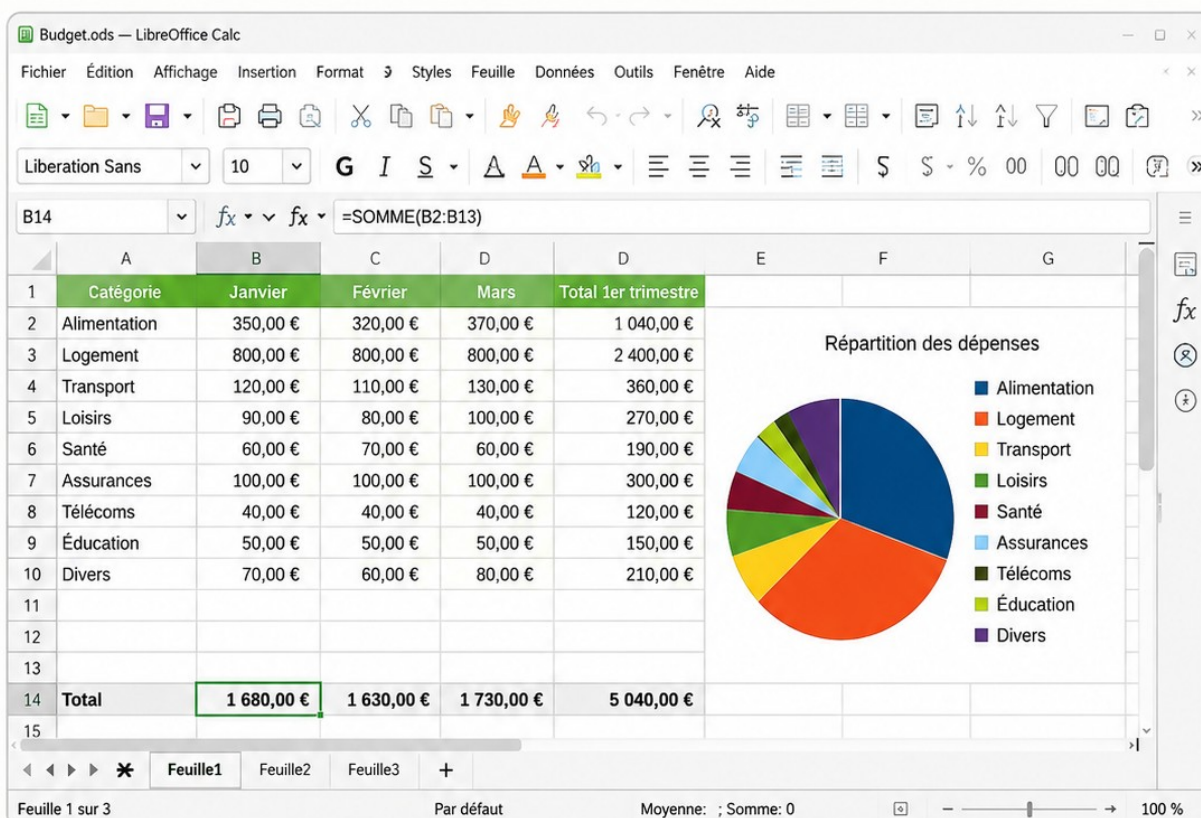 Budget.ods — LibreOffice Calc
Fichier Édition Affichage Insertion Format Styles Feuille Données Outils Fenêtre Aide
Liberation Sans 10 G I S A A $ $ % 00 00 00
B14 fx fx =SOMME(B2:B13)
A B C D D E F G
1 Catégorie Janvier Février Mars Total 1er trimestre
2 Alimentation 350,00 € 320,00 € 370,00 € 1 040,00 €
3 Logement 800,00 € 800,00 € 800,00 € 2 400,00 €
4 Transport 120,00 € 110,00 € 130,00 € 360,00 €
5 Loisirs 90,00 € 80,00 € 100,00 € 270,00 €
6 Santé 60,00 € 70,00 € 60,00 € 190,00 €
7 Assurances 100,00 € 100,00 € 100,00 € 300,00 €
8 Télécoms 40,00 € 40,00 € 40,00 € 120,00 €
9 Éducation 50,00 € 50,00 € 50,00 € 150,00 €
10 Divers 70,00 € 60,00 € 80,00 € 210,00 €
11
12
13
14 Total 1 680,00 € 1 630,00 € 1 730,00 € 5 040,00 €
15
Répartition des dépenses
Alimentation
Logement
Transport
Loisirs
Santé
Assurances
Télécoms
Éducation
Divers
fx
Feuille1 Feuille2 Feuille3 +
Feuille 1 sur 3 Par défaut Moyenne: ; Somme: 0 100 %